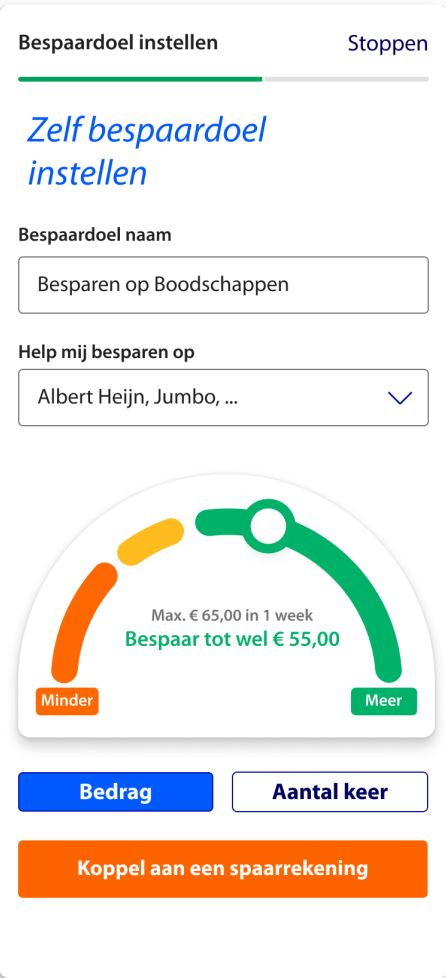 Bespaardoel instellen
Stoppen
Zelf bespaardoel
instellen
Bespaardoel naam
Besparen op Boodschappen
Help mij besparen op
Albert Heijn, Jumbo, ...
Max. € 65,00 in 1 week
Bespaar tot wel € 55,00
Minder
Meer
Bedrag
Aantal keer
Koppel aan een spaarrekening